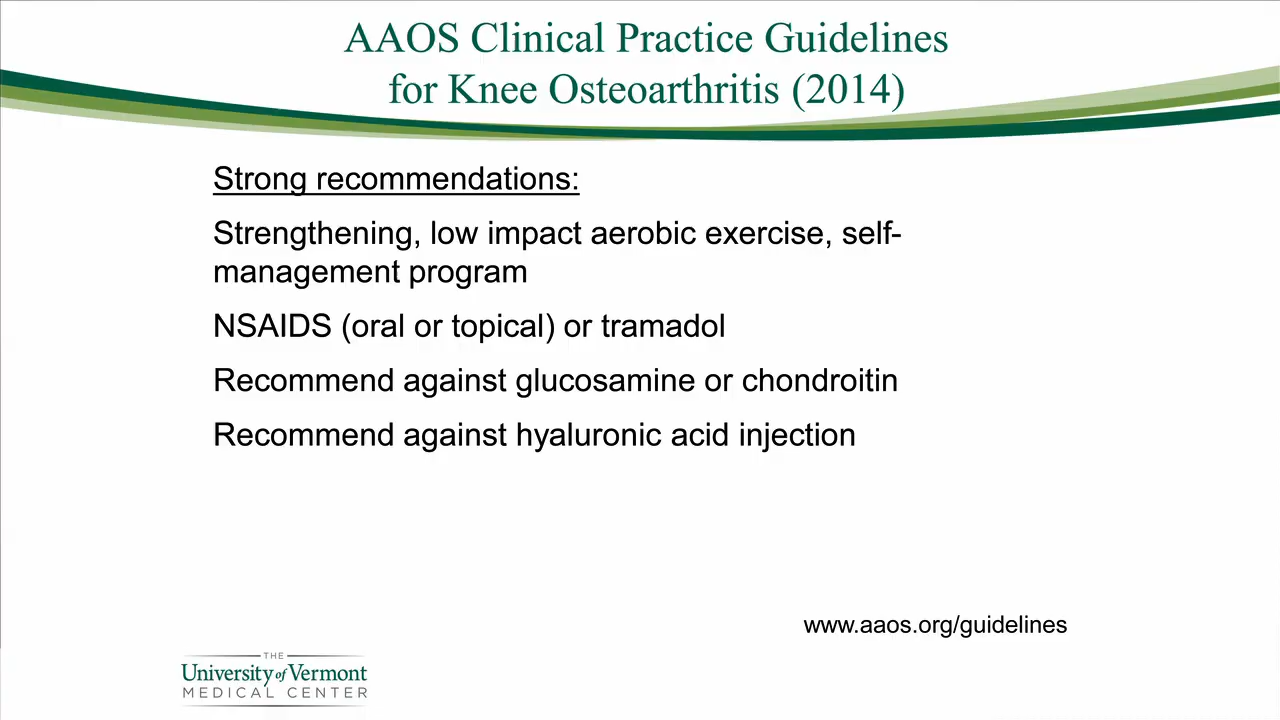 AAOS Clinical Practice Guidelines
for Knee Osteoarthritis (2014)
Strong recommendations:
Strengthening, low impact aerobic exercise, self-
management program
NSAIDS (oral or topical) or tramadol
Recommend against glucosamine or chondroitin
Recommend against hyaluronic acid injection
www.aaos.org/guidelines
THE
University of Vermont
MEDICAL CENTER